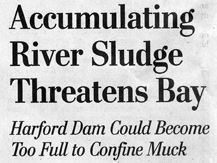 Accumulating
River Sludge
Threatens Bay
Harford Dam Could Become
Too Full to Confine Muck